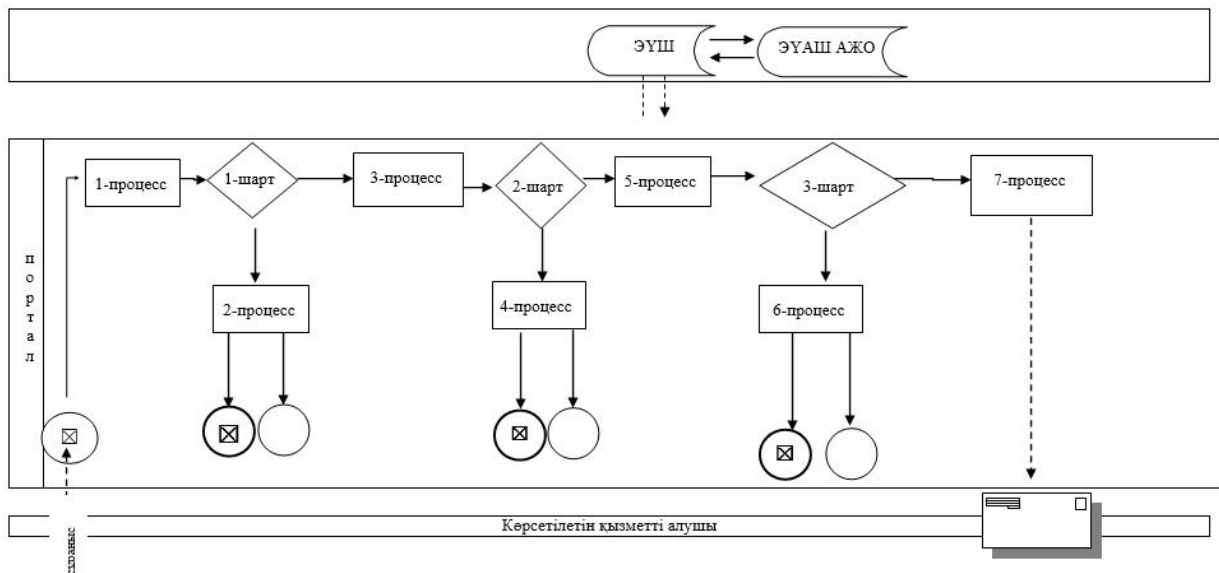 ЭҮШ
ЭҮАШ АЖО
портал
1-процесс
1-шарт
3-процесс
2-шарт
5-процесс
3-шарт
7-процесс
2-процесс
4-процесс
6-процесс
Көрсетілетін қызметті алушы